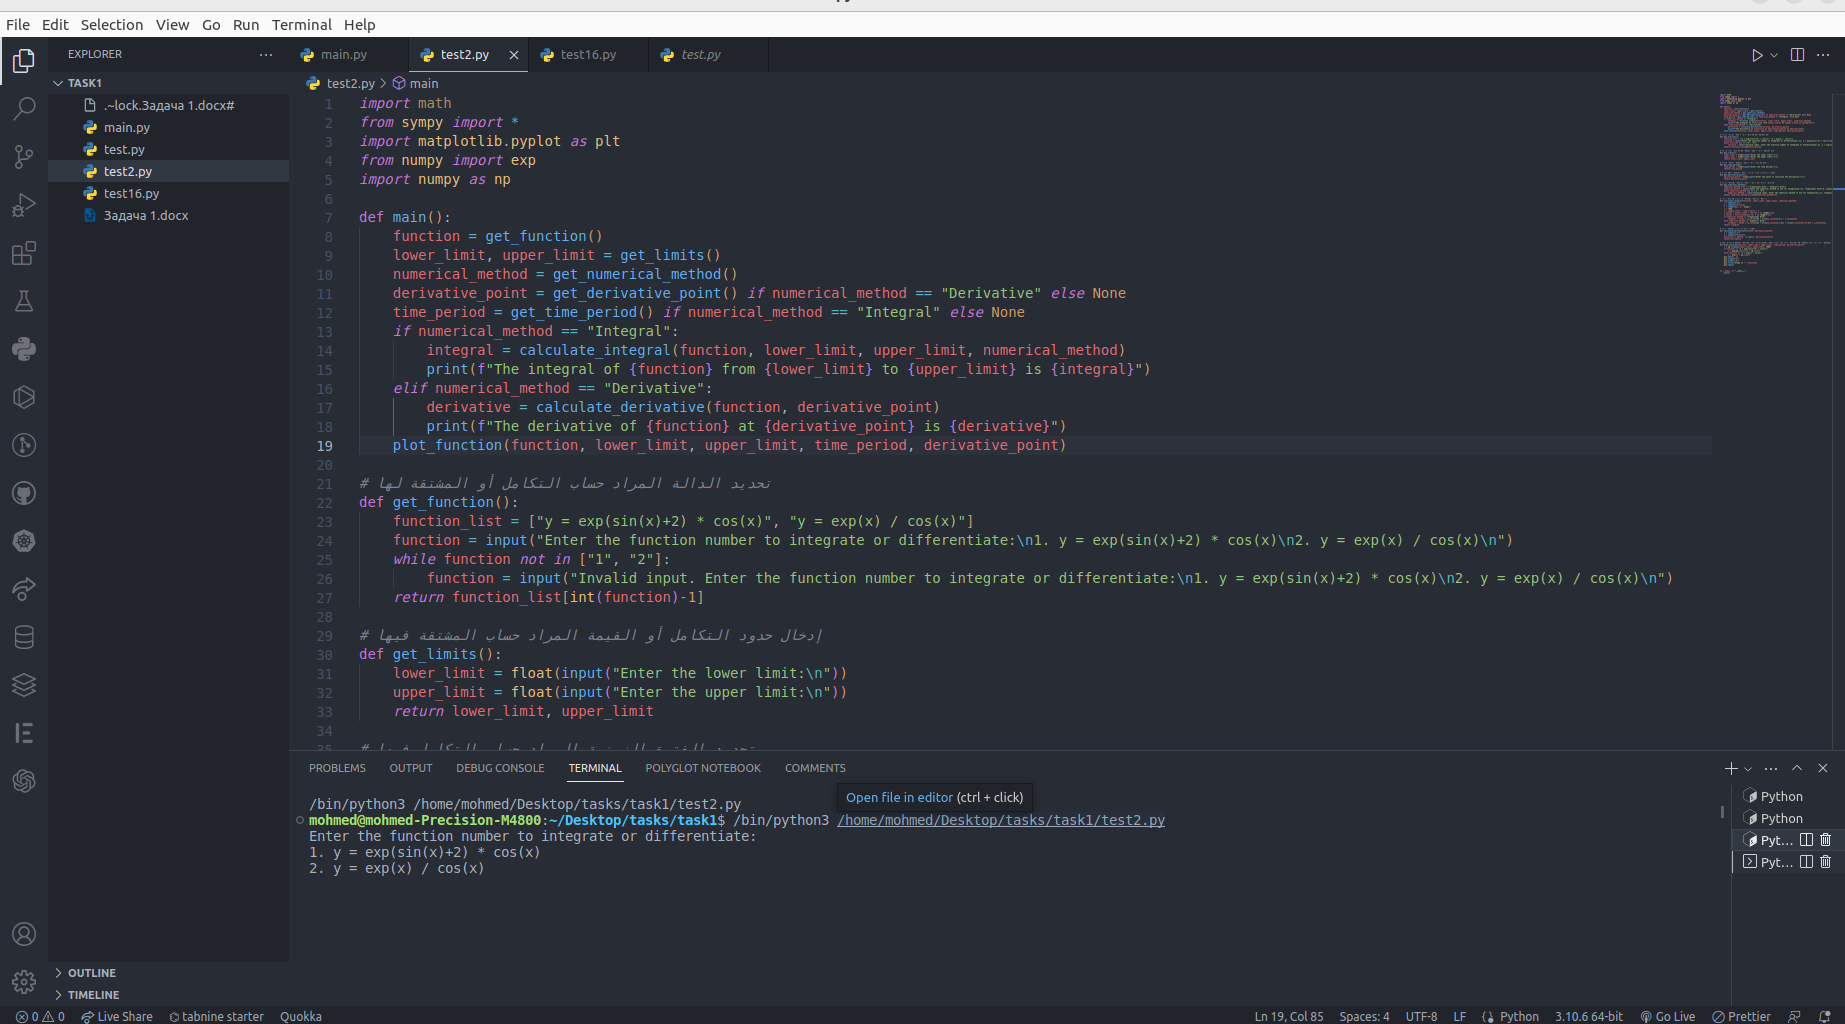 File Edit Selection View Go Run Terminal Help
EXPLORER
main.py test2.py test16.py test.py
TASK1
.~lock.Задача 1.docx#
main.py
test.py
test2.py
test16.py
Задача 1.docx
test2.py > main
1 import math
2 from sympy import *
3 import matplotlib.pyplot as plt
4 from numpy import exp
5 import numpy as np
6
7 def main():
8 function = get_function()
9 lower_limit, upper_limit = get_limits()
10 numerical_method = get_numerical_method()
11 derivative_point = get_derivative_point() if numerical_method == "Derivative" else None
12 time_period = get_time_period() if numerical_method == "Integral" else None
13 if numerical_method == "Integral":
14 integral = calculate_integral(function, lower_limit, upper_limit, numerical_method)
15 print(f"The integral of {function} from {lower_limit} to {upper_limit} is {integral}")
16 elif numerical_method == "Derivative":
17 derivative = calculate_derivative(function, derivative_point)
18 print(f"The derivative of {function} at {derivative_point} is {derivative}")
19 plot_function(function, lower_limit, upper_limit, time_period, derivative_point)
20
21 # تحديد الدالة المراد حساب التكامل أو المشتقة لها
22 def get_function():
23 function_list = ["y = exp(sin(x)+2) * cos(x)", "y = exp(x) / cos(x)"]
24 function = input("Enter the function number to integrate or differentiate:\n1. y = exp(sin(x)+2) * cos(x)\n2. y = exp(x) / cos(x)\n")
25 while function not in ["1", "2"]:
26 function = input("Invalid input. Enter the function number to integrate or differentiate:\n1. y = exp(sin(x)+2) * cos(x)\n2. y = exp(x) / cos(x)\n")
27 return function_list[int(function)-1]
28
29 # إدخال حدود التكامل أو القيمة المراد حساب المشتقة فيها
30 def get_limits():
31 lower_limit = float(input("Enter the lower limit:\n"))
32 upper_limit = float(input("Enter the upper limit:\n"))
33 return lower_limit, upper_limit
34
35 # تحديد الفترة الزمنية المراد حساب التكامل فيها
PROBLEMS OUTPUT DEBUG CONSOLE TERMINAL POLYGLOT NOTEBOOK COMMENTS
Open file in editor (ctrl + click)
/bin/python3 /home/mohmed/Desktop/tasks/task1/test2.py
mohmed@mohmed-Precision-M4800:~/Desktop/tasks/task1$ /bin/python3 /home/mohmed/Desktop/tasks/task1/test2.py
Enter the function number to integrate or differentiate:
1. y = exp(sin(x)+2) * cos(x)
2. y = exp(x) / cos(x)
Python
Python
Pyt...
Pyt...
OUTLINE
TIMELINE
0 0 Live Share tabnine starter Quokka Ln 19, Col 85 Spaces: 4 UTF-8 LF Python 3.10.6 64-bit Go Live Prettier